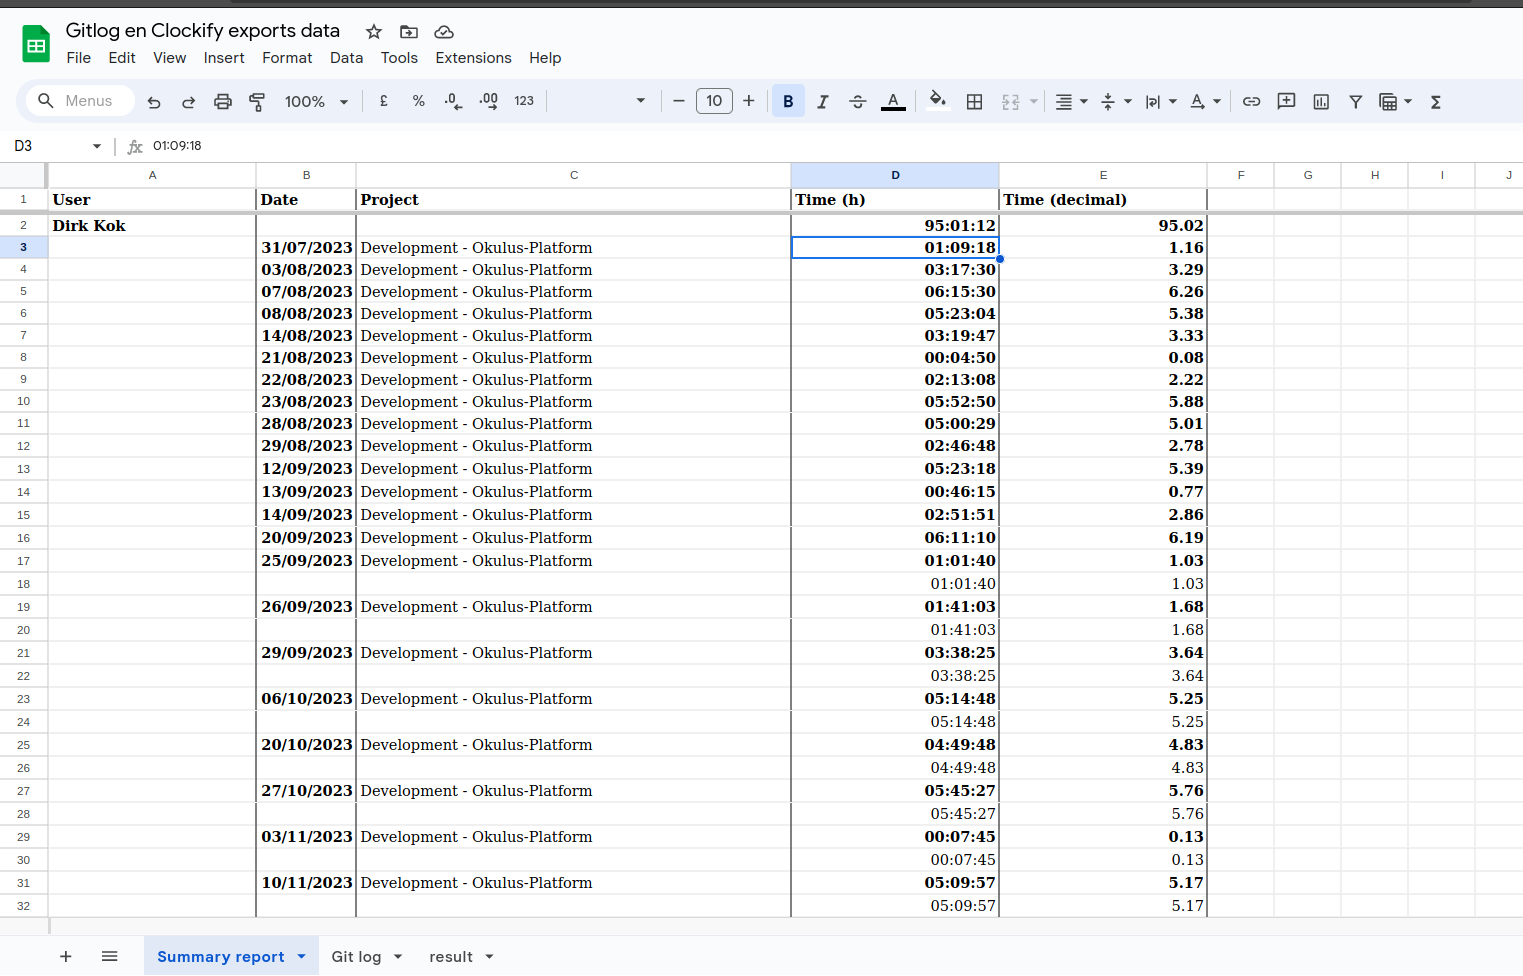 Gitlog en Clockify exports data
File Edit View Insert Format Data Tools Extensions Help
Menus 100% £ % .0 .00 123 10 B I A A Σ
D3 fx 01:09:18
A B C D E F G H I J
1 User Date Project Time (h) Time (decimal)
2 Dirk Kok 95:01:12 95.02
3 31/07/2023 Development - Okulus-Platform 01:09:18 1.16
4 03/08/2023 Development - Okulus-Platform 03:17:30 3.29
5 07/08/2023 Development - Okulus-Platform 06:15:30 6.26
6 08/08/2023 Development - Okulus-Platform 05:23:04 5.38
7 14/08/2023 Development - Okulus-Platform 03:19:47 3.33
8 21/08/2023 Development - Okulus-Platform 00:04:50 0.08
9 22/08/2023 Development - Okulus-Platform 02:13:08 2.22
10 23/08/2023 Development - Okulus-Platform 05:52:50 5.88
11 28/08/2023 Development - Okulus-Platform 05:00:29 5.01
12 29/08/2023 Development - Okulus-Platform 02:46:48 2.78
13 12/09/2023 Development - Okulus-Platform 05:23:18 5.39
14 13/09/2023 Development - Okulus-Platform 00:46:15 0.77
15 14/09/2023 Development - Okulus-Platform 02:51:51 2.86
16 20/09/2023 Development - Okulus-Platform 06:11:10 6.19
17 25/09/2023 Development - Okulus-Platform 01:01:40 1.03
18 01:01:40 1.03
19 26/09/2023 Development - Okulus-Platform 01:41:03 1.68
20 01:41:03 1.68
21 29/09/2023 Development - Okulus-Platform 03:38:25 3.64
22 03:38:25 3.64
23 06/10/2023 Development - Okulus-Platform 05:14:48 5.25
24 05:14:48 5.25
25 20/10/2023 Development - Okulus-Platform 04:49:48 4.83
26 04:49:48 4.83
27 27/10/2023 Development - Okulus-Platform 05:45:27 5.76
28 05:45:27 5.76
29 03/11/2023 Development - Okulus-Platform 00:07:45 0.13
30 00:07:45 0.13
31 10/11/2023 Development - Okulus-Platform 05:09:57 5.17
32 05:09:57 5.17
Summary report Git log result